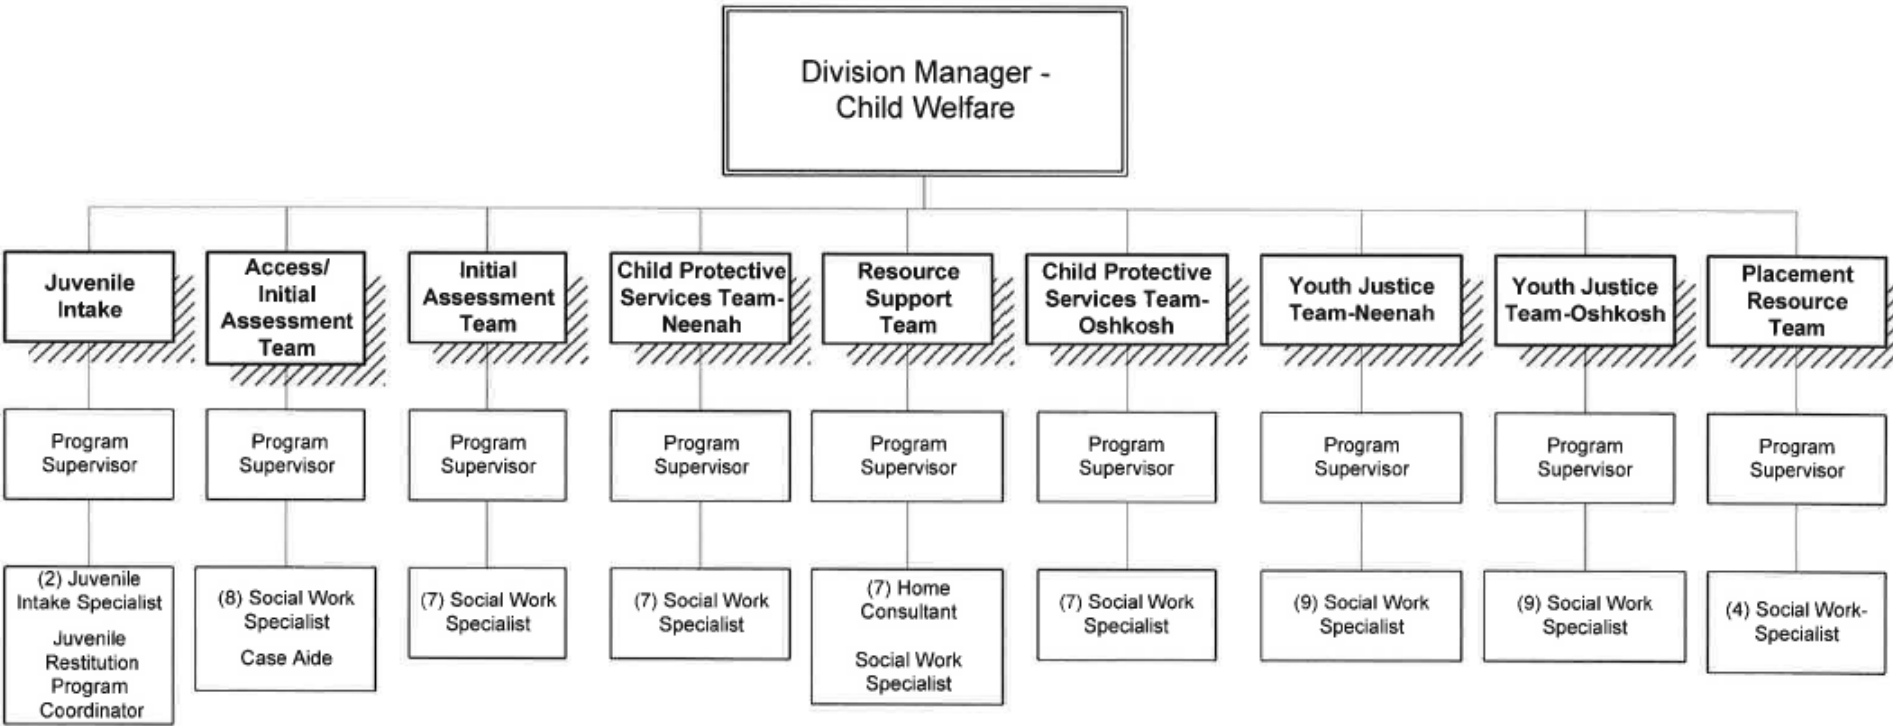 Division Manager -
Child Welfare
Juvenile
Intake
Access/
Initial
Assessment
Team
Initial
Assessment
Team
Child Protective
Services Team-
Neenah
Resource
Support
Team
Child Protective
Services Team-
Oshkosh
Youth Justice
Team-Neenah
Youth Justice
Team-Oshkosh
Placement
Resource
Team
Program
Supervisor
Program
Supervisor
Program
Supervisor
Program
Supervisor
Program
Supervisor
Program
Supervisor
Program
Supervisor
Program
Supervisor
Program
Supervisor
(2) Juvenile
Intake Specialist
Juvenile
Restitution
Program
Coordinator
(8) Social Work
Specialist
Case Aide
(7) Social Work
Specialist
(7) Social Work
Specialist
(7) Home
Consultant
Social Work
Specialist
(7) Social Work
Specialist
(9) Social Work
Specialist
(9) Social Work
Specialist
(4) Social Work-
Specialist